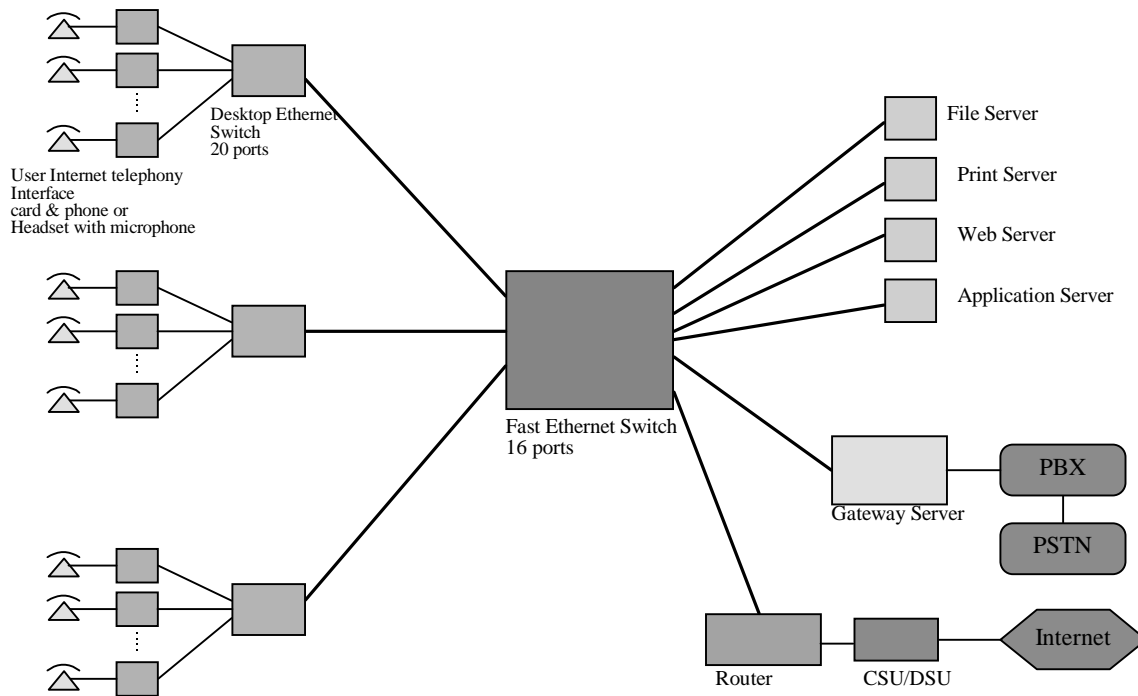 Desktop Ethernet
Switch
20 ports
User Internet telephony
Interface
card & phone or
Headset with microphone
File Server
Print Server
Web Server
Application Server
Fast Ethernet Switch
16 ports
Gateway Server
PBX
PSTN
Router
CSU/DSU
Internet